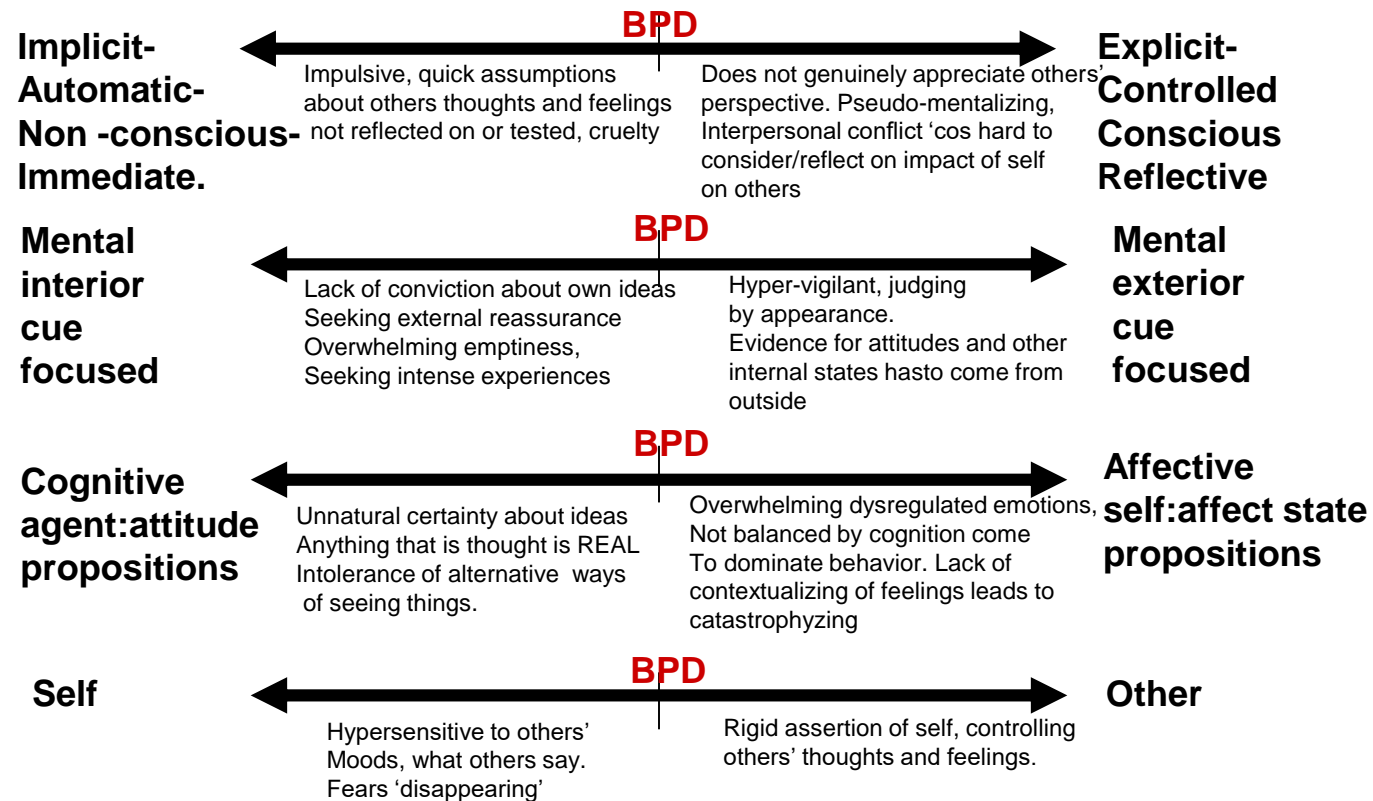 BPD
Implicit-
Automatic-
Non -conscious-
Immediate.
Impulsive, quick assumptions
about others thoughts and feelings
not reflected on or tested, cruelty
Does not genuinely appreciate others’
perspective. Pseudo-mentalizing,
Interpersonal conflict ‘cos hard to
consider/reflect on impact of self
on others
Explicit-
Controlled
Conscious
Reflective
BPD
Mental
interior
cue
focused
Lack of conviction about own ideas
Seeking external reassurance
Overwhelming emptiness,
Seeking intense experiences
Hyper-vigilant, judging
by appearance.
Evidence for attitudes and other
internal states hasto come from
outside
Mental
exterior
cue
focused
BPD
Cognitive
agent:attitude
propositions
Unnatural certainty about ideas
Anything that is thought is REAL
Intolerance of alternative ways
of seeing things.
Overwhelming dysregulated emotions,
Not balanced by cognition come
To dominate behavior. Lack of
contextualizing of feelings leads to
catastrophyzing
Affective
self:affect state
propositions
BPD
Self
Hypersensitive to others’
Moods, what others say.
Fears ‘disappearing’
Rigid assertion of self, controlling
others’ thoughts and feelings.
Other